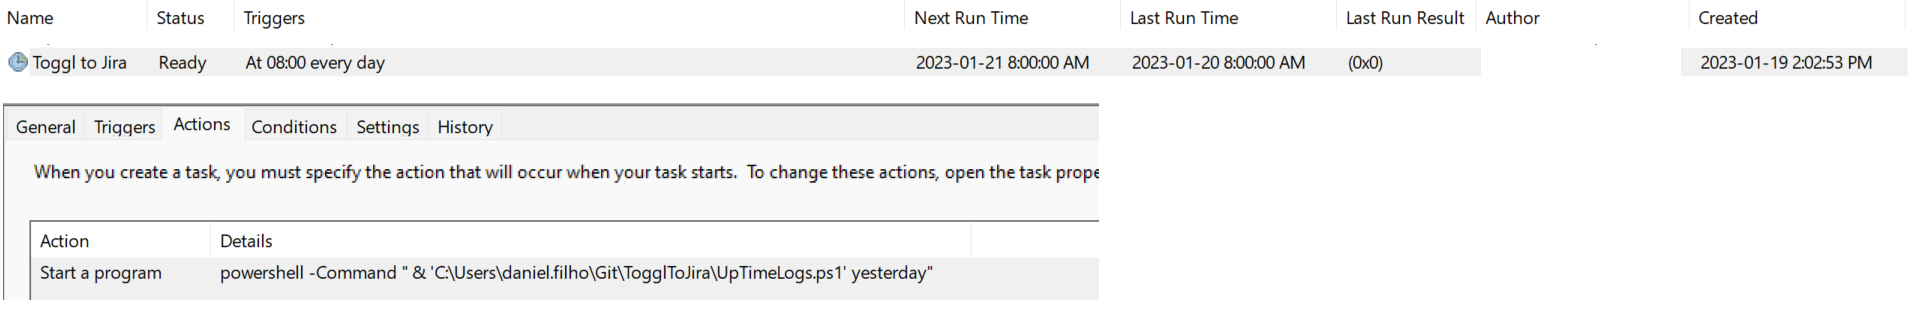 Name Status Triggers Next Run Time Last Run Time Last Run Result Author Created
Toggl to Jira Ready At 08:00 every day 2023-01-21 8:00:00 AM 2023-01-20 8:00:00 AM (0x0) 2023-01-19 2:02:53 PM
General Triggers Actions Conditions Settings History
When you create a task, you must specify the action that will occur when your task starts. To change these actions, open the task prope
Action Details
Start a program powershell -Command " & 'C:\Users\daniel.filho\Git\TogglToJira\UpTimeLogs.ps1' yesterday"